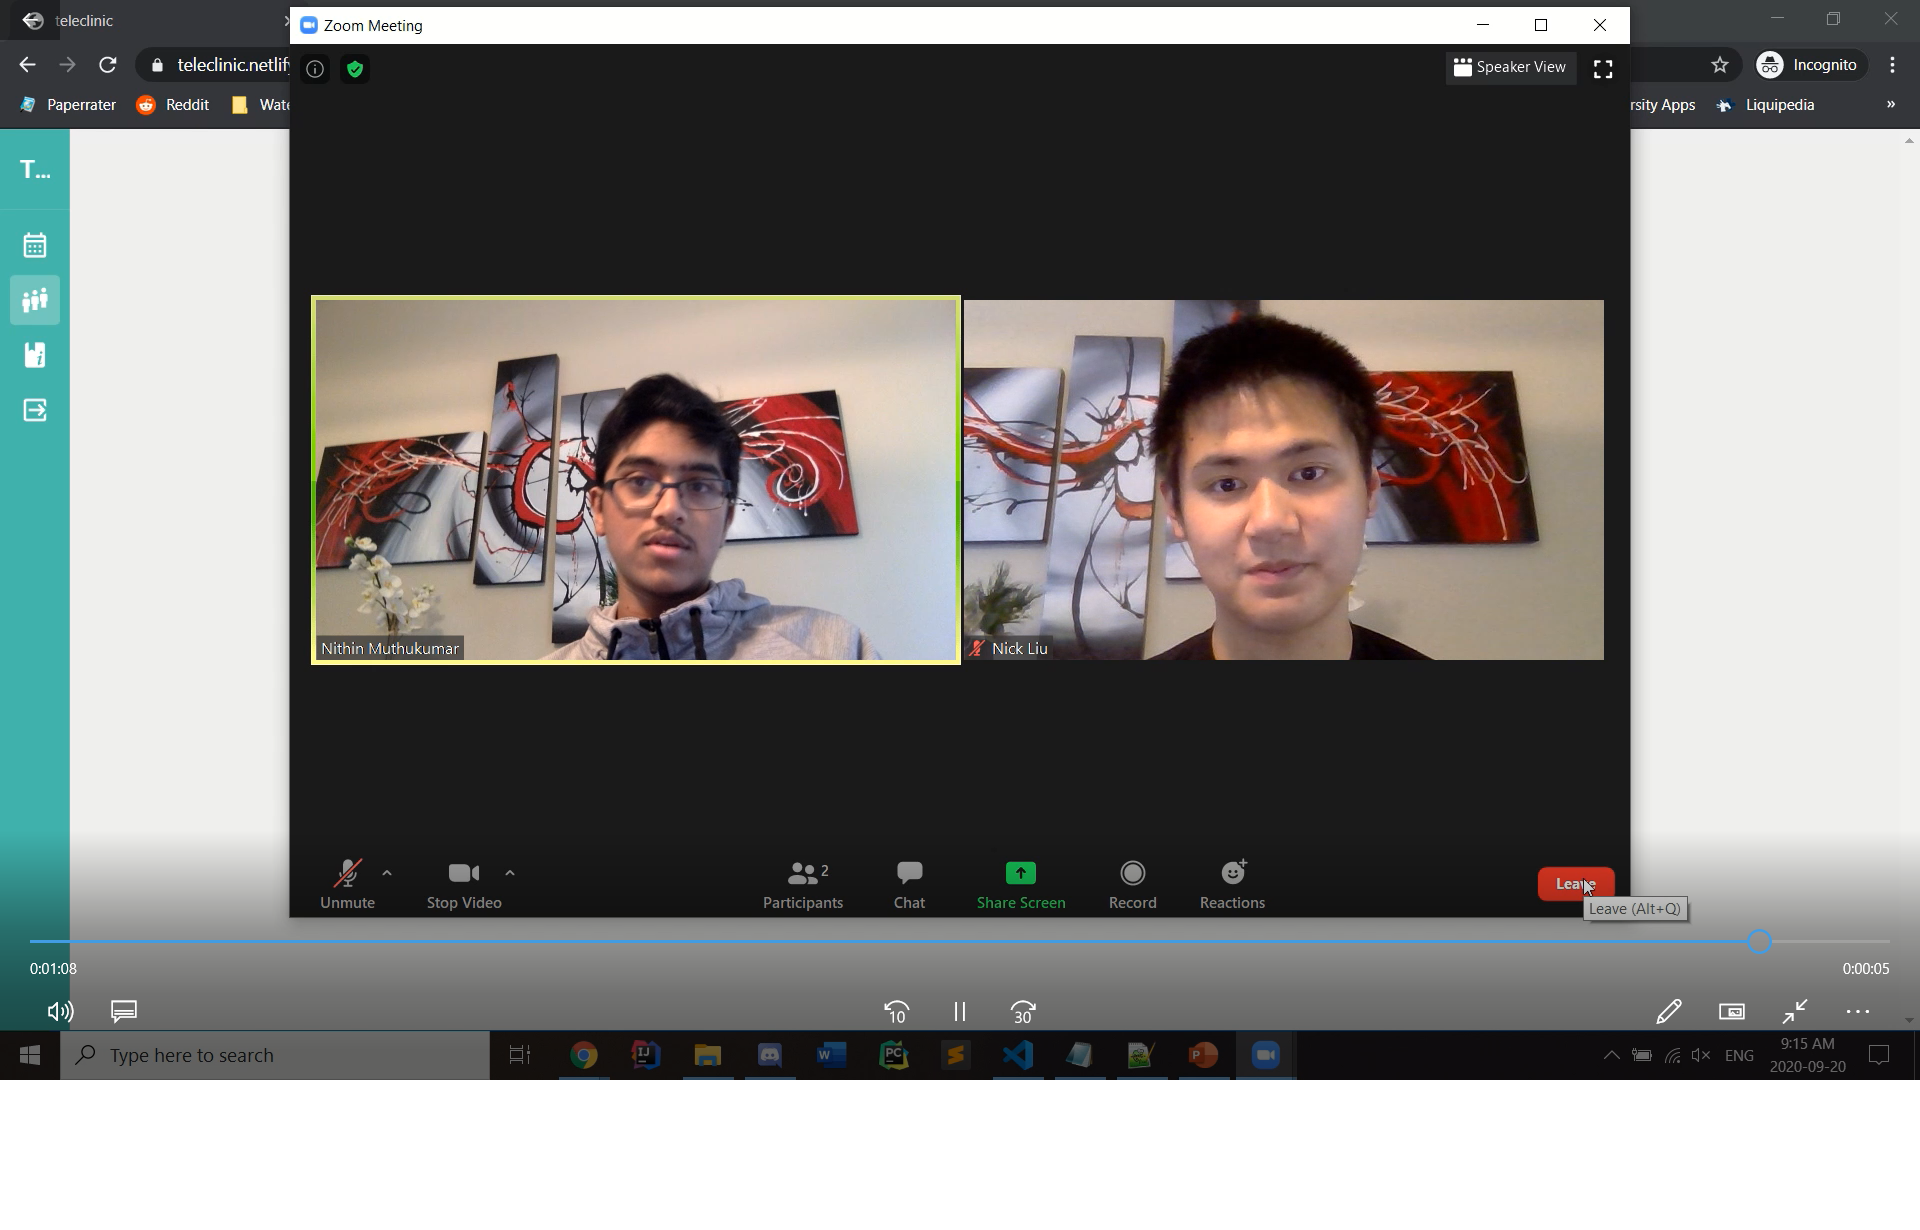 teleclinic
Zoom Meeting
teleclinic.netlify
Speaker View
Incognito
Paperrater
Reddit
Wate
rsity Apps
Liquipedia
»
T...
Nithin Muthukumar
Nick Liu
2
Unmute
Stop Video
Participants
Chat
Share Screen
Record
Reactions
Leave
Leave (Alt+Q)
0:01:08
0:00:05
10
30
Type here to search
IJ
W
PC
P
ENG
9:15 AM
2020-09-20